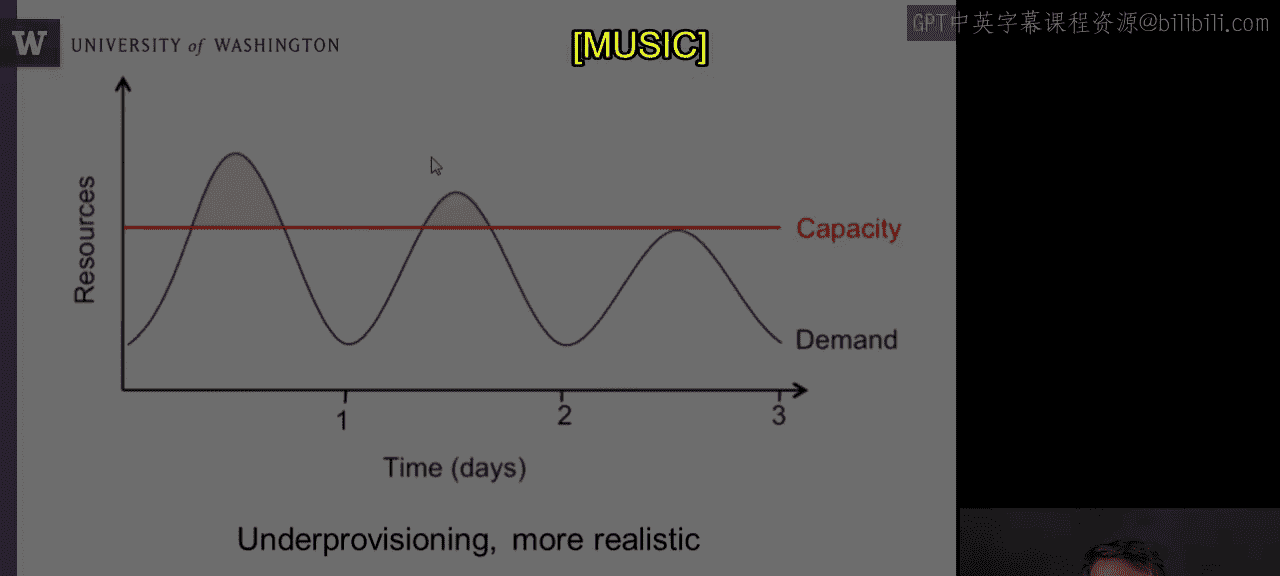 W UNIVERSITY of WASHINGTON
[MUSIC]
GPT中英字幕课程资源@bilibili.com
Resources
Capacity
Demand
1 2 3
Time (days)
Underprovisioning, more realistic